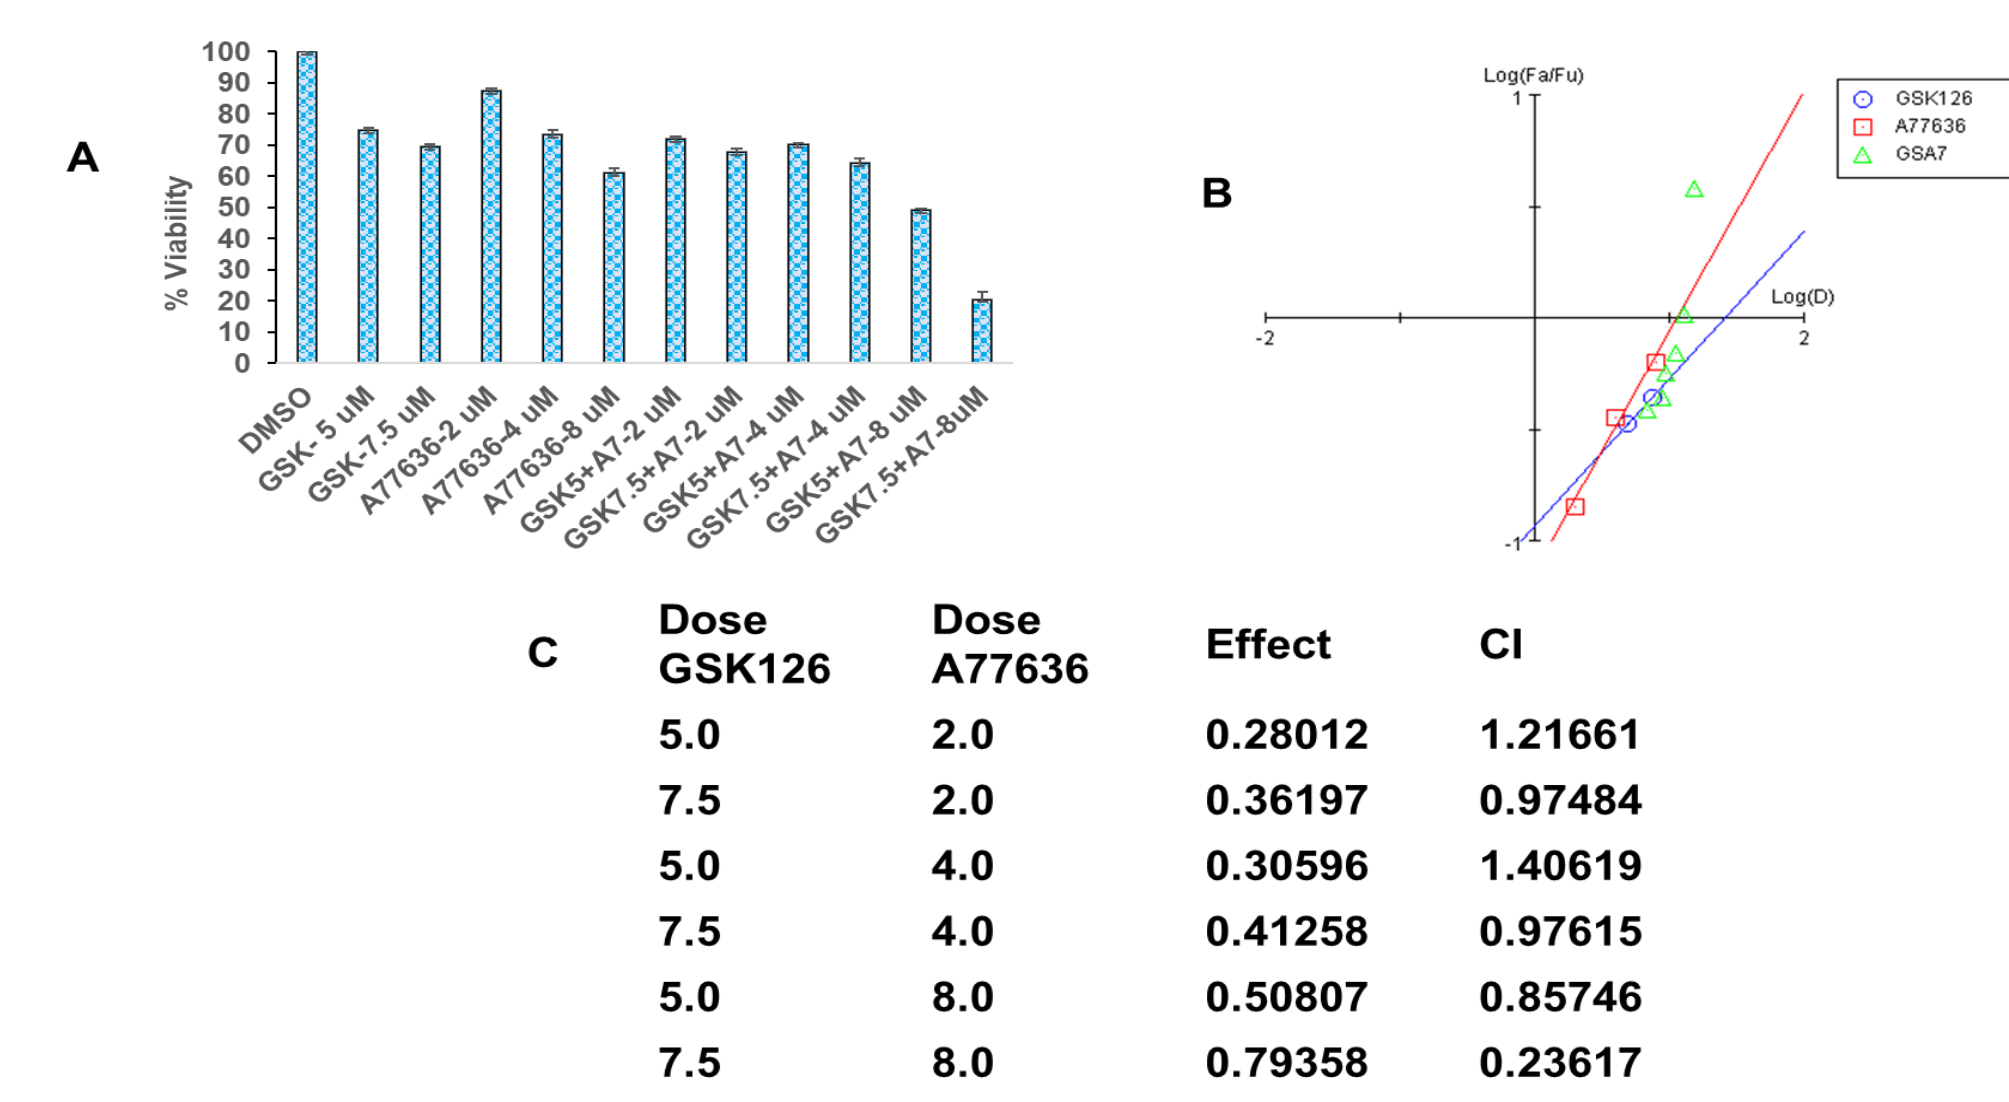 A
% Viability
100
90
80
70
60
50
40
30
20
10
0
DMSO
GSK- 5 uM
GSK-7.5 uM
A77636-2 uM
A77636-4 uM
A77636-8 uM
GSK5+A7-2 uM
GSK7.5+A7-2 uM
GSK5+A7-4 uM
GSK7.5+A7-4 uM
GSK5+A7-8 uM
GSK7.5+A7-8uM
B
Log(Fa/Fu)
1
Log(D)
-2
2
-1
GSK126
A77636
GSA7
C
Dose GSK126 Dose A77636 Effect CI
5.0 2.0 0.28012 1.21661
7.5 2.0 0.36197 0.97484
5.0 4.0 0.30596 1.40619
7.5 4.0 0.41258 0.97615
5.0 8.0 0.50807 0.85746
7.5 8.0 0.79358 0.23617